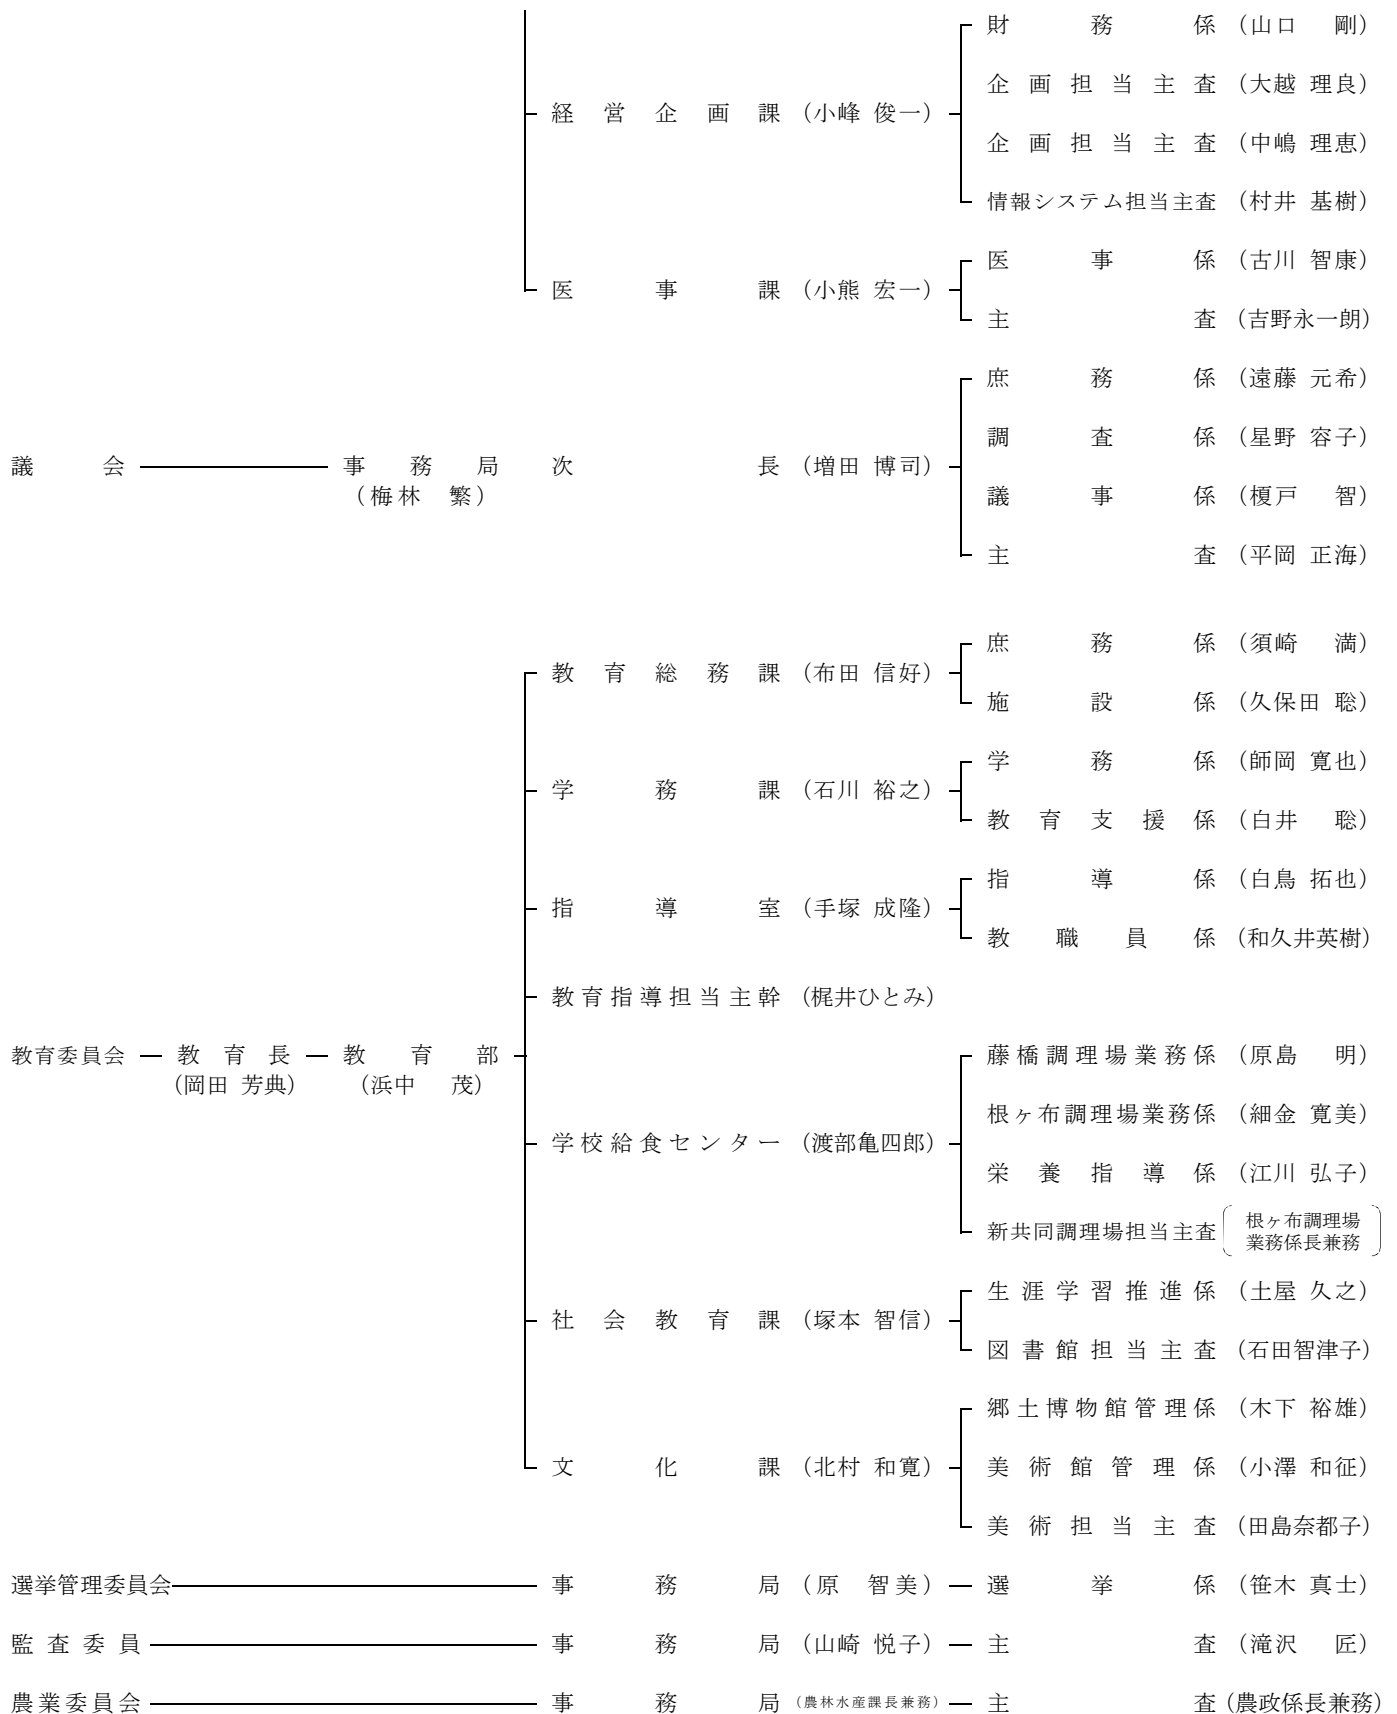 財務係（山口 剛）
企画担当主査（大越 理良）
経営企画課（小峰 俊一）
企画担当主査（中嶋 理恵）
情報システム担当主査（村井 基樹）
医事係（古川 智康）
医事課（小熊 宏一）
主査（吉野永一朗）
庶務係（遠藤 元希）
調査係（星野 容子）
議会 事務局 次長（増田 博司）
（梅林 繁）
議事係（榎戸 智）
主査（平岡 正海）
庶務係（須崎 満）
教育総務課（布田 信好）
施設係（久保田 聡）
学務係（師岡 寛也）
学務課（石川 裕之）
教育支援係（白井 聡）
指導係（白鳥 拓也）
指導室（手塚 成隆）
教職員係（和久井英樹）
教育指導担当主幹（梶井ひとみ）
教育委員会 教育長 教育部 藤橋調理場業務係（原島 明）
（岡田 芳典）（浜中 茂）
根ヶ布調理場業務係（細金 寛美）
学校給食センター（渡部亀四郎）
栄養指導係（江川 弘子）
新共同調理場担当主査 根ヶ布調理場
業務係長兼務
生涯学習推進係（土屋 久之）
社会教育課（塚本 智信）
図書館担当主査（石田智津子）
郷土博物館管理係（木下 裕雄）
文化課（北村 和寛） 美術館管理係（小澤 和征）
美術担当主査（田島奈都子）
選挙管理委員会 事務局（原 智美） 選挙係（笹木 真士）
監査委員 事務局（山崎 悦子） 主査（滝沢 匠）
農業委員会 事務局（農林水産課長兼務） 主査（農政係長兼務）